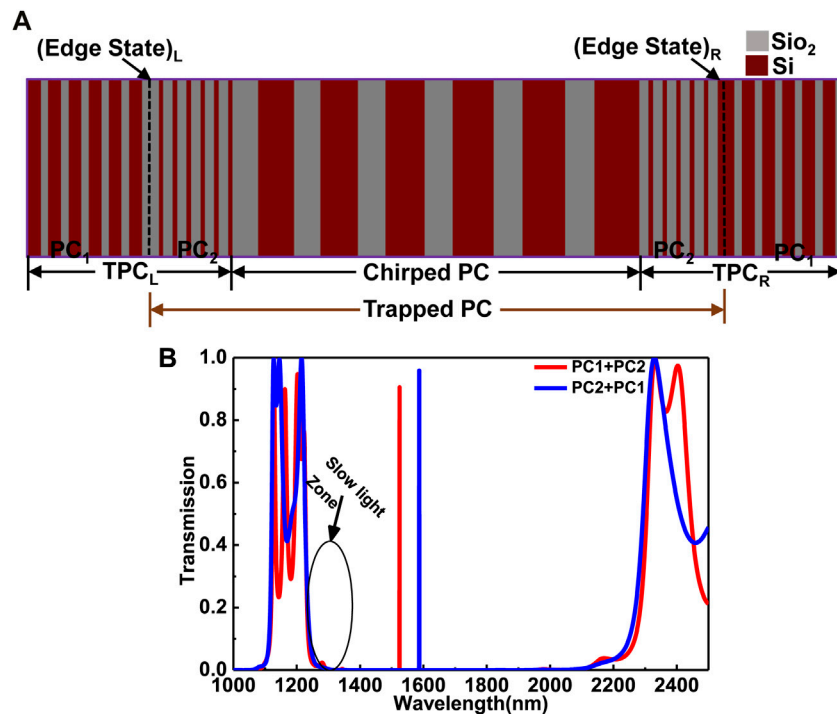 A
(Edge State)L
(Edge State)R
Sio2
Si
PC1
PC2
PC2
PC1
TPCL
Chirped PC
TPCR
Trapped PC
B
1.0
0.8
0.6
0.4
0.2
0.0
Transmission
PC1+PC2
PC2+PC1
Slow light
Zone
1000
1200
1400
1600
1800
2000
2200
2400
Wavelength(nm)